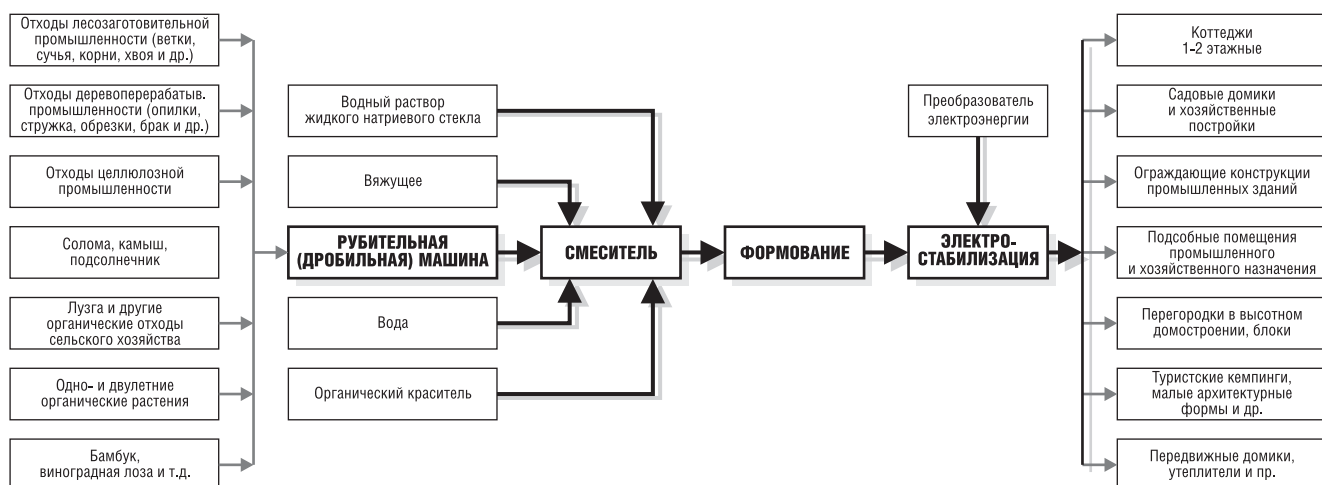 Отходы лесозаготовительной
промышленности (ветки,
сучья, корни, хвоя и др.)
Отходы деревоперерабатыв.
промышленности (опилки,
стружка, обрезки, брак и др.)
Отходы целлюлозной
промышленности
Солома, камыш,
подсолнечник
Лузга и другие
органические отходы
сельского хозяйства
Одно- и двулетние
органические растения
Бамбук,
виноградная лоза и т.д.
Водный раствор
жидкого натриевого стекла
Вяжущее
РУБИТЕЛЬНАЯ
(ДРОБИЛЬНАЯ) МАШИНА
Вода
Органический краситель
СМЕСИТЕЛЬ
ФОРМОВАНИЕ
Преобразователь
электроэнергии
ЭЛЕКТРО-
СТАБИЛИЗАЦИЯ
Коттеджи
1-2 этажные
Садовые домики
и хозяйственные
постройки
Ограждающие конструкции
промышленных зданий
Подсобные помещения
промышленного
и хозяйственного назначения
Перегородки в высотном
домостроении, блоки
Туристские кемпинги,
малые архитектурные
формы и др.
Передвижные домики,
утеплители и пр.